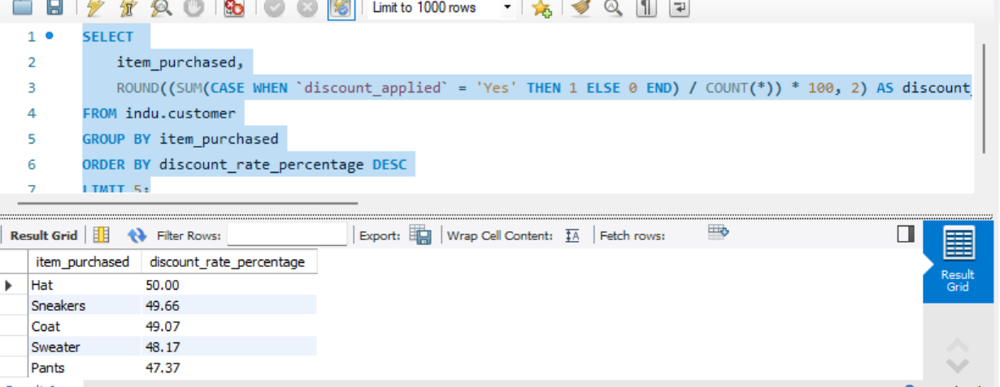 Limit to 1000 rows
1 SELECT
2 item_purchased,
3 ROUND((SUM(CASE WHEN `discount_applied` = 'Yes' THEN 1 ELSE 0 END) / COUNT(*)) * 100, 2) AS discount_
4 FROM indu.customer
5 GROUP BY item_purchased
6 ORDER BY discount_rate_percentage DESC
7 LIMIT 5;
Result Grid Filter Rows: Export: Wrap Cell Content: Fetch rows:
item_purchased discount_rate_percentage
Hat 50.00
Sneakers 49.66
Coat 49.07
Sweater 48.17
Pants 47.37
Result
Grid